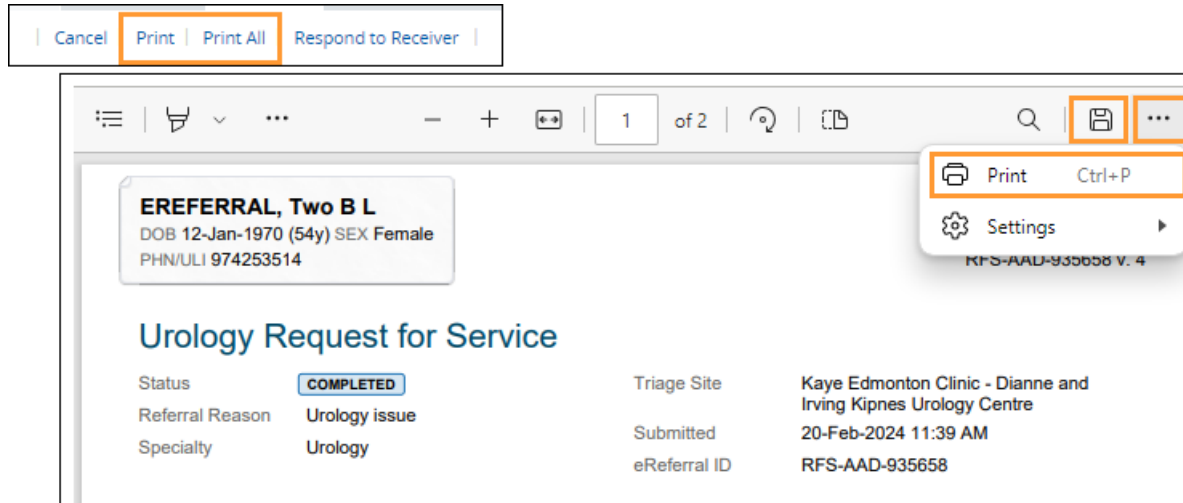 Cancel Print Print All Respond to Receiver
1 of 2
Print Ctrl+P
Settings
EREFERRAL, Two B L
DOB 12-Jan-1970 (54y) SEX Female
PHN/ULI 974253514
RFS-AAD-935658 v. 4
Urology Request for Service
Status COMPLETED
Referral Reason Urology issue
Specialty Urology
Triage Site Kaye Edmonton Clinic - Dianne and
Irving Kipnes Urology Centre
Submitted 20-Feb-2024 11:39 AM
eReferral ID RFS-AAD-935658